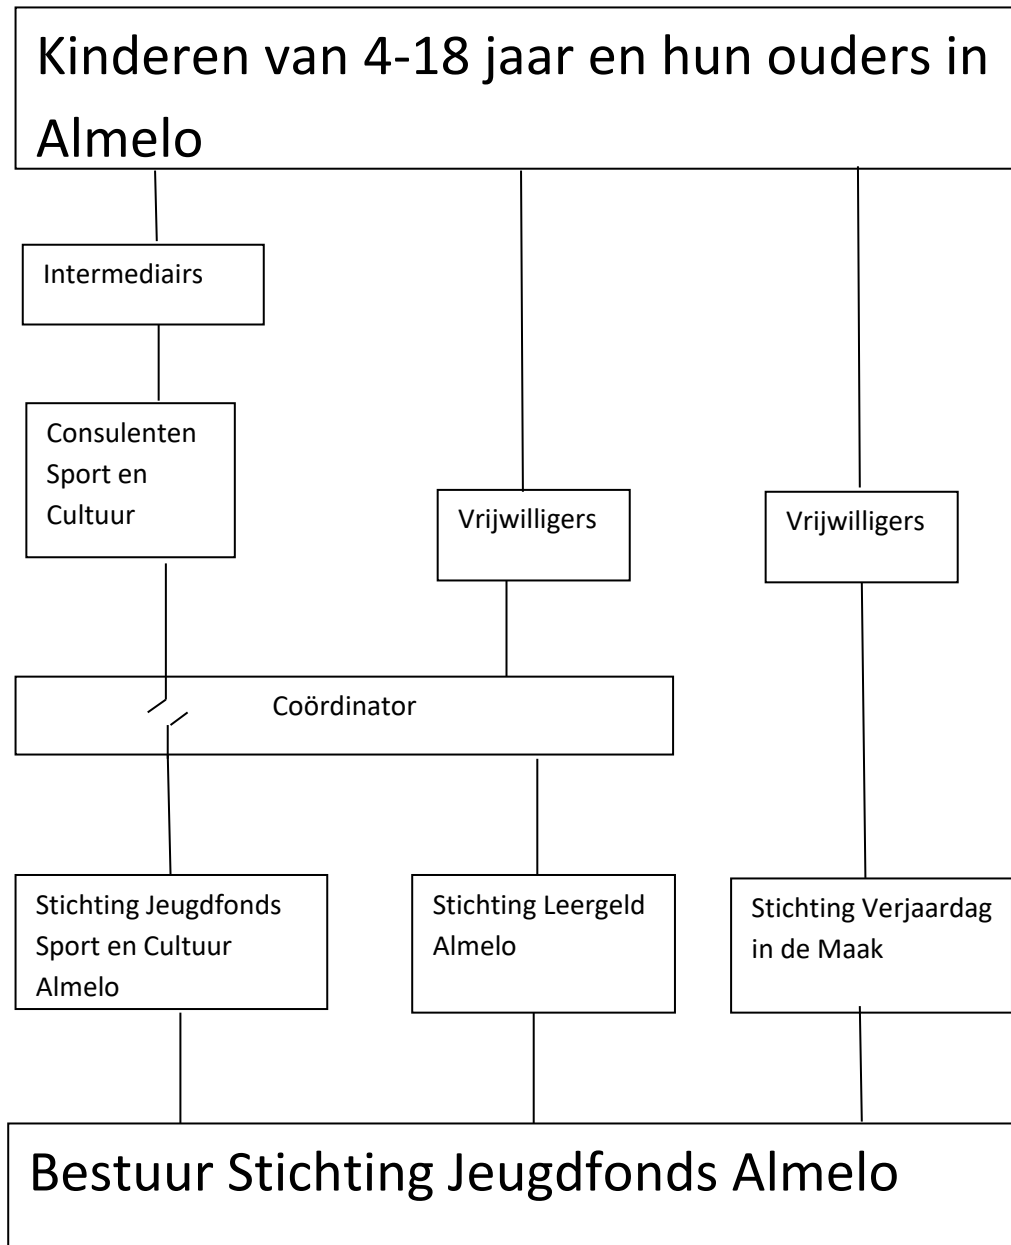 Kinderen van 4-18 jaar en hun ouders in
Almelo
Intermediairs
Consulenten
Sport en
Cultuur
Vrijwilligers
Vrijwilligers
Coördinator
Stichting Jeugdfonds
Sport en Cultuur
Almelo
Stichting Leergeld
Almelo
Stichting Verjaardag
in de Maak
Bestuur Stichting Jeugdfonds Almelo